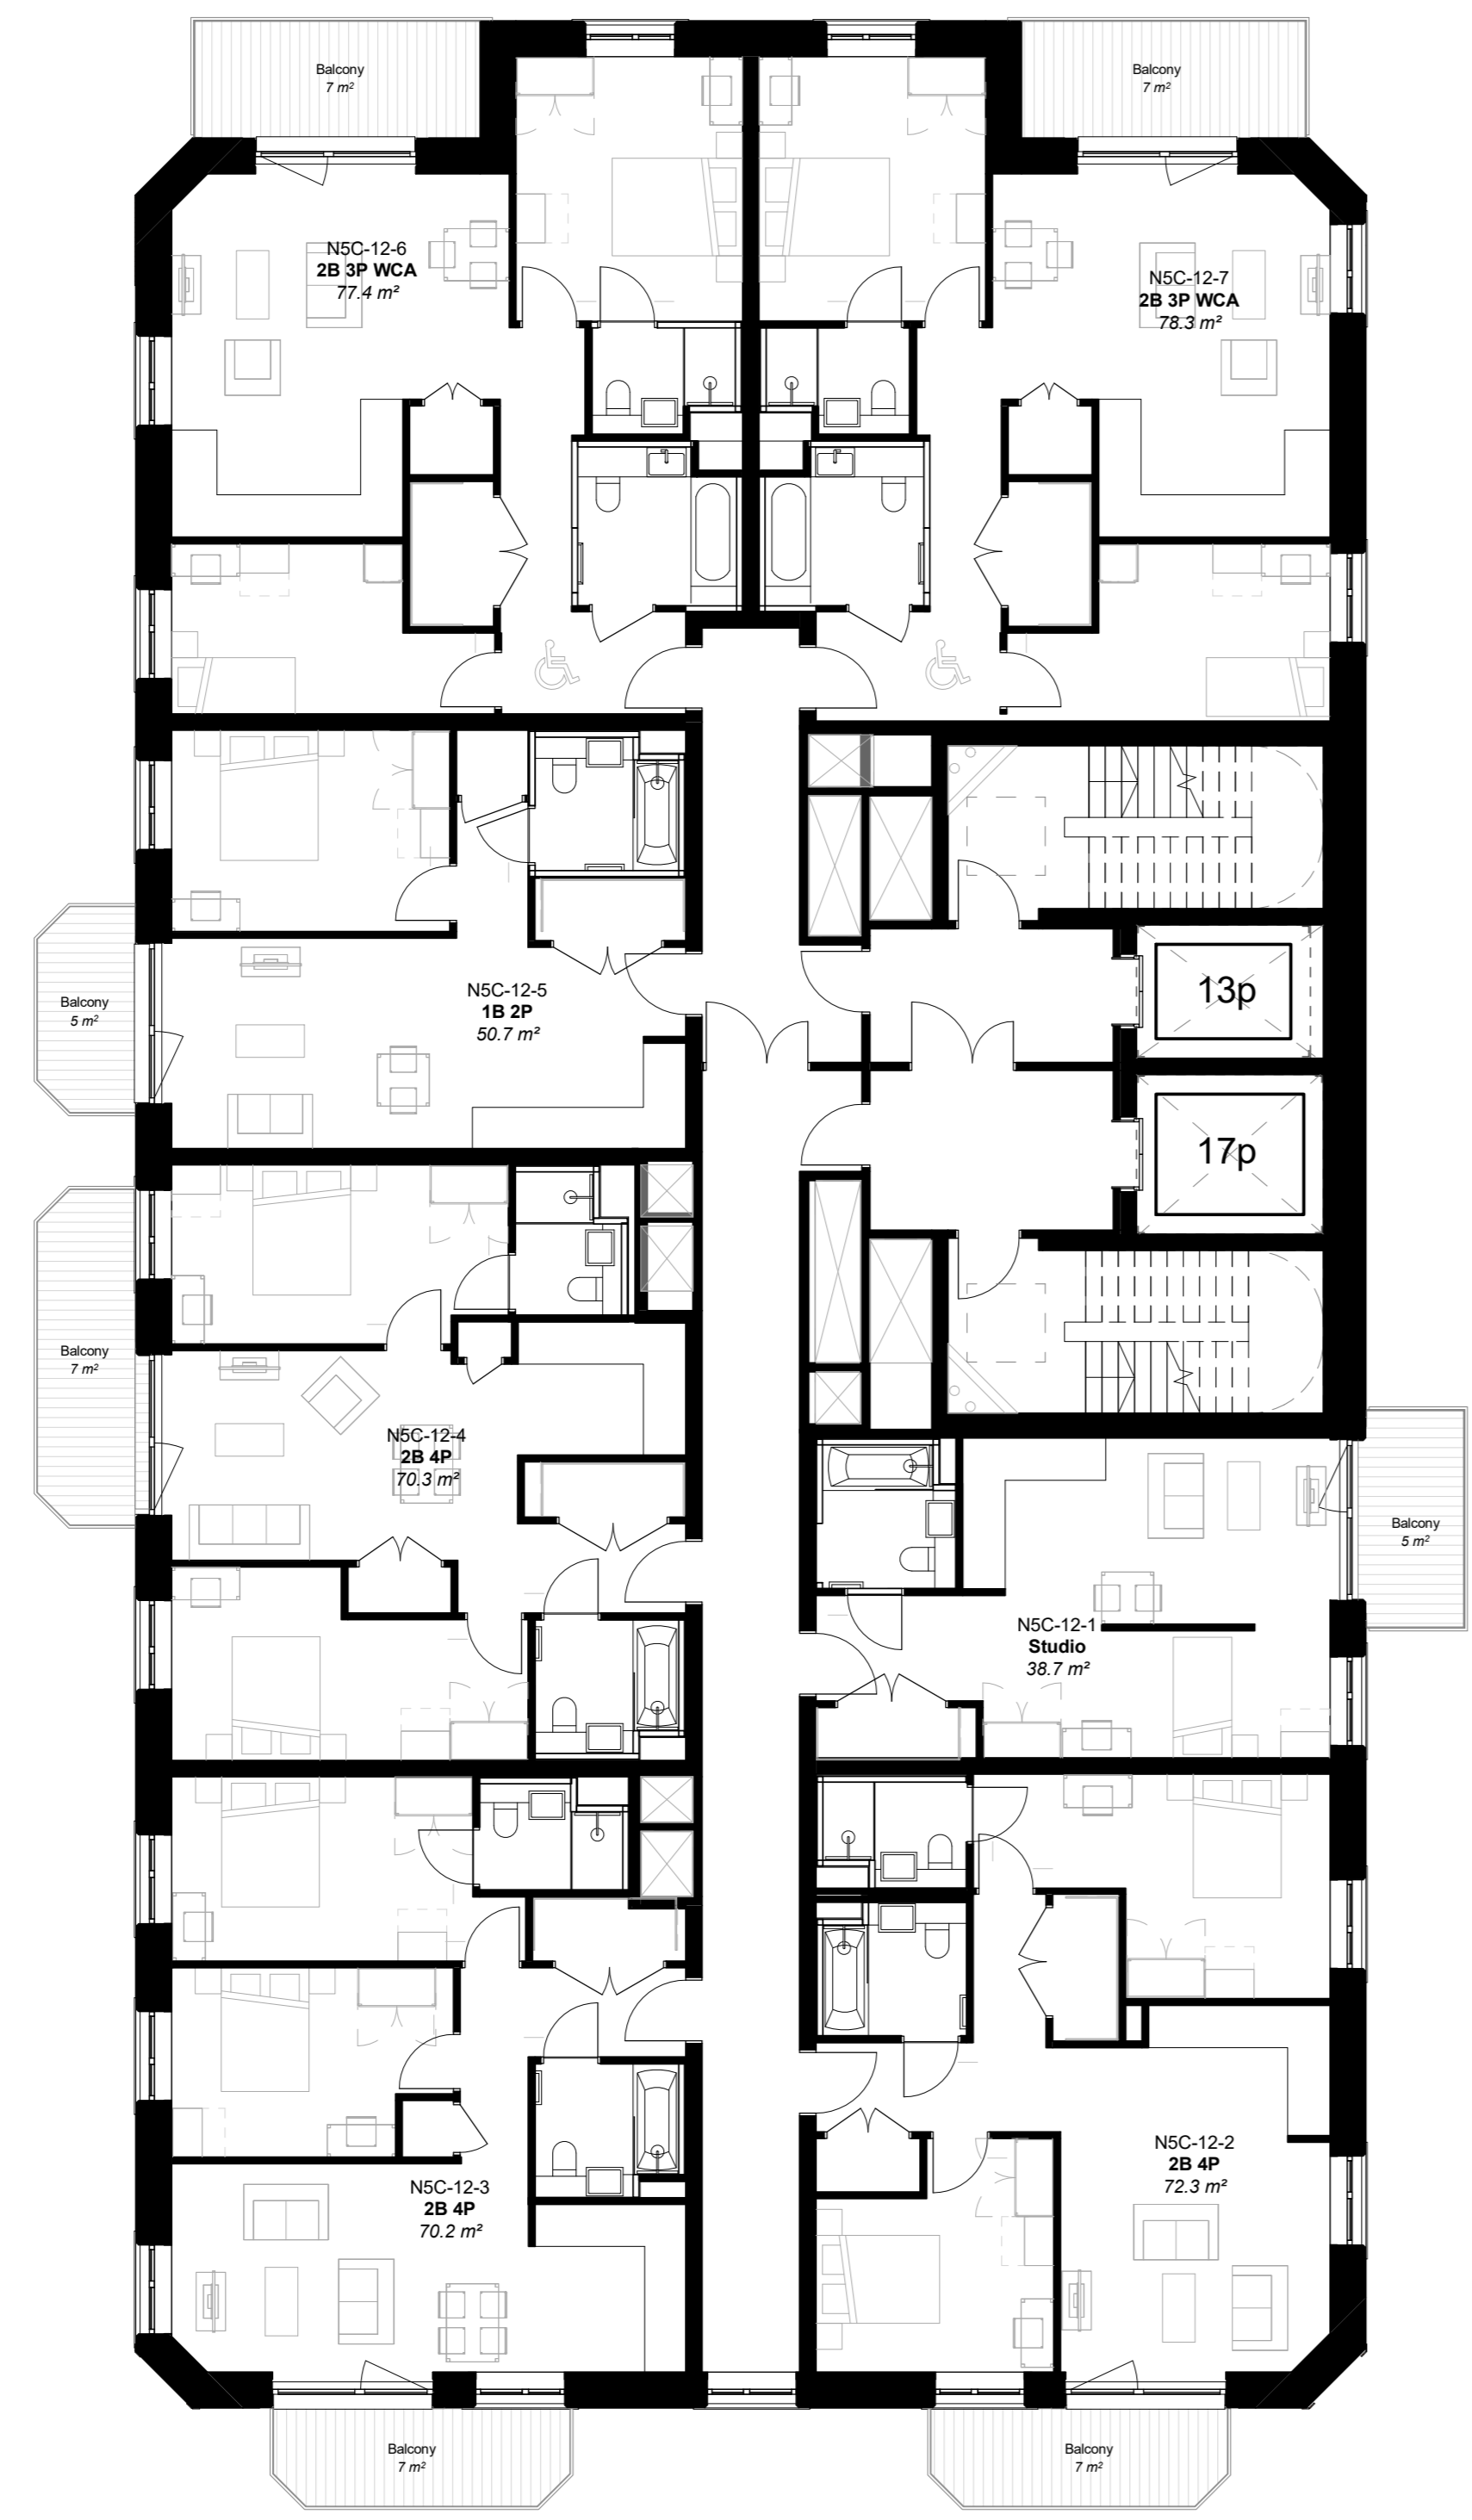 Balcony
7 m²
Balcony
7 m²
N5C-12-6
2B 3P WCA
77.4 m²
N5C-12-7
2B 3P WCA
78.3 m²
N5C-12-5
1B 2P
50.7 m²
Balcony
5 m²
13p
17p
Balcony
7 m²
N5C-12-4
2B 4P
70.3 m²
Balcony
5 m²
N5C-12-1
Studio
38.7 m²
N5C-12-2
2B 4P
72.3 m²
N5C-12-3
2B 4P
70.2 m²
Balcony
7 m²
Balcony
7 m²